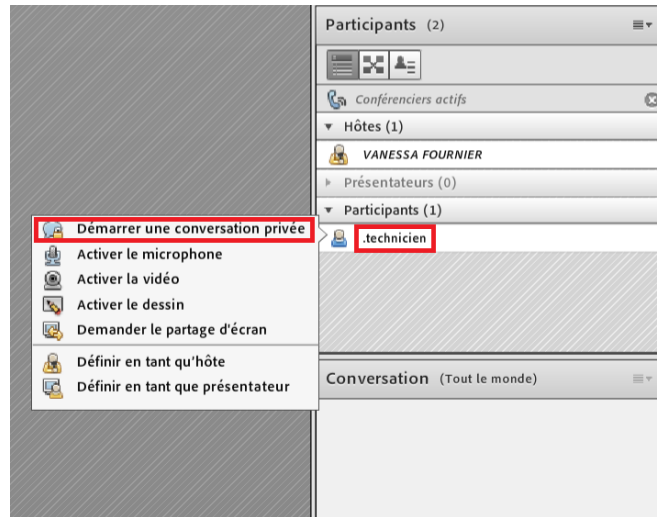 Participants (2)
Conférenciers actifs
Hôtes (1)
VANESSA FOURNIER
Présentateurs (0)
Participants (1)
.technicien
Démarrer une conversation privée
Activer le microphone
Activer la vidéo
Activer le dessin
Demander le partage d'écran
Définir en tant qu'hôte
Définir en tant que présentateur
Conversation (Tout le monde)